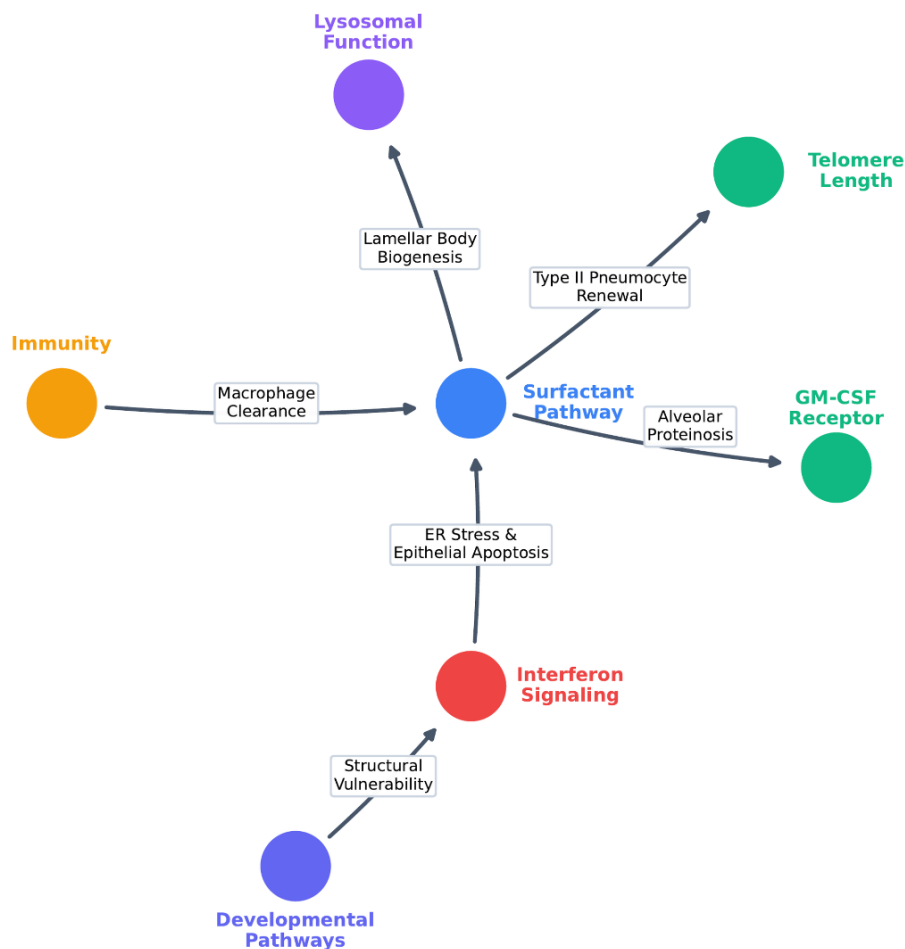 Lysosomal
Function
Telomere
Length
Lamellar Body
Biogenesis
Type II Pneumocyte
Renewal
Immunity
Macrophage
Clearance
Surfactant
Pathway
Alveolar
Proteinosis
GM-CSF
Receptor
ER Stress &
Epithelial Apoptosis
Interferon
Signaling
Structural
Vulnerability
Developmental
Pathways